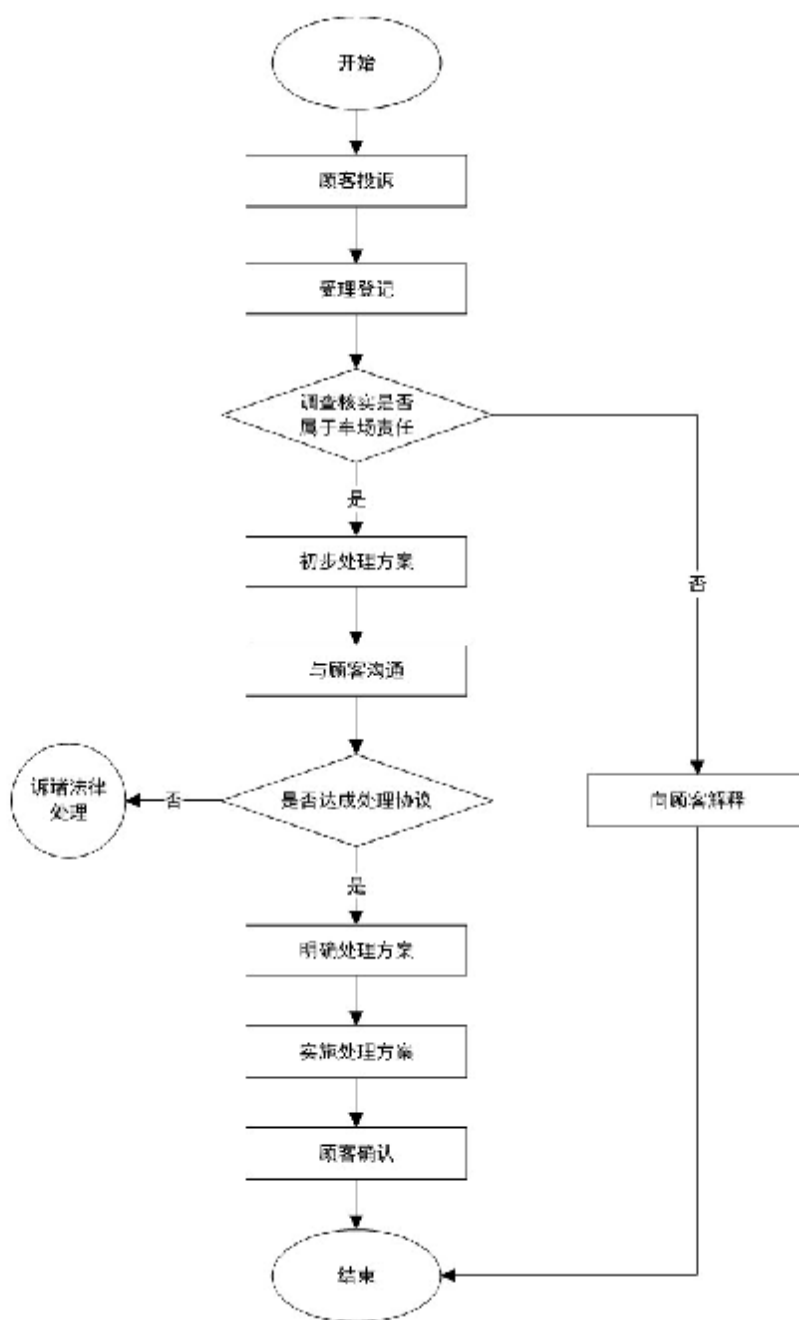 开始
顾客投诉
受理登记
调查核实是否
属于车场责任
是
初步处理方案
否
与顾客沟通
诉诸法律
处理
否
是否达成处理协议
向顾客解释
是
明确处理方案
实施处理方案
顾客确认
结束